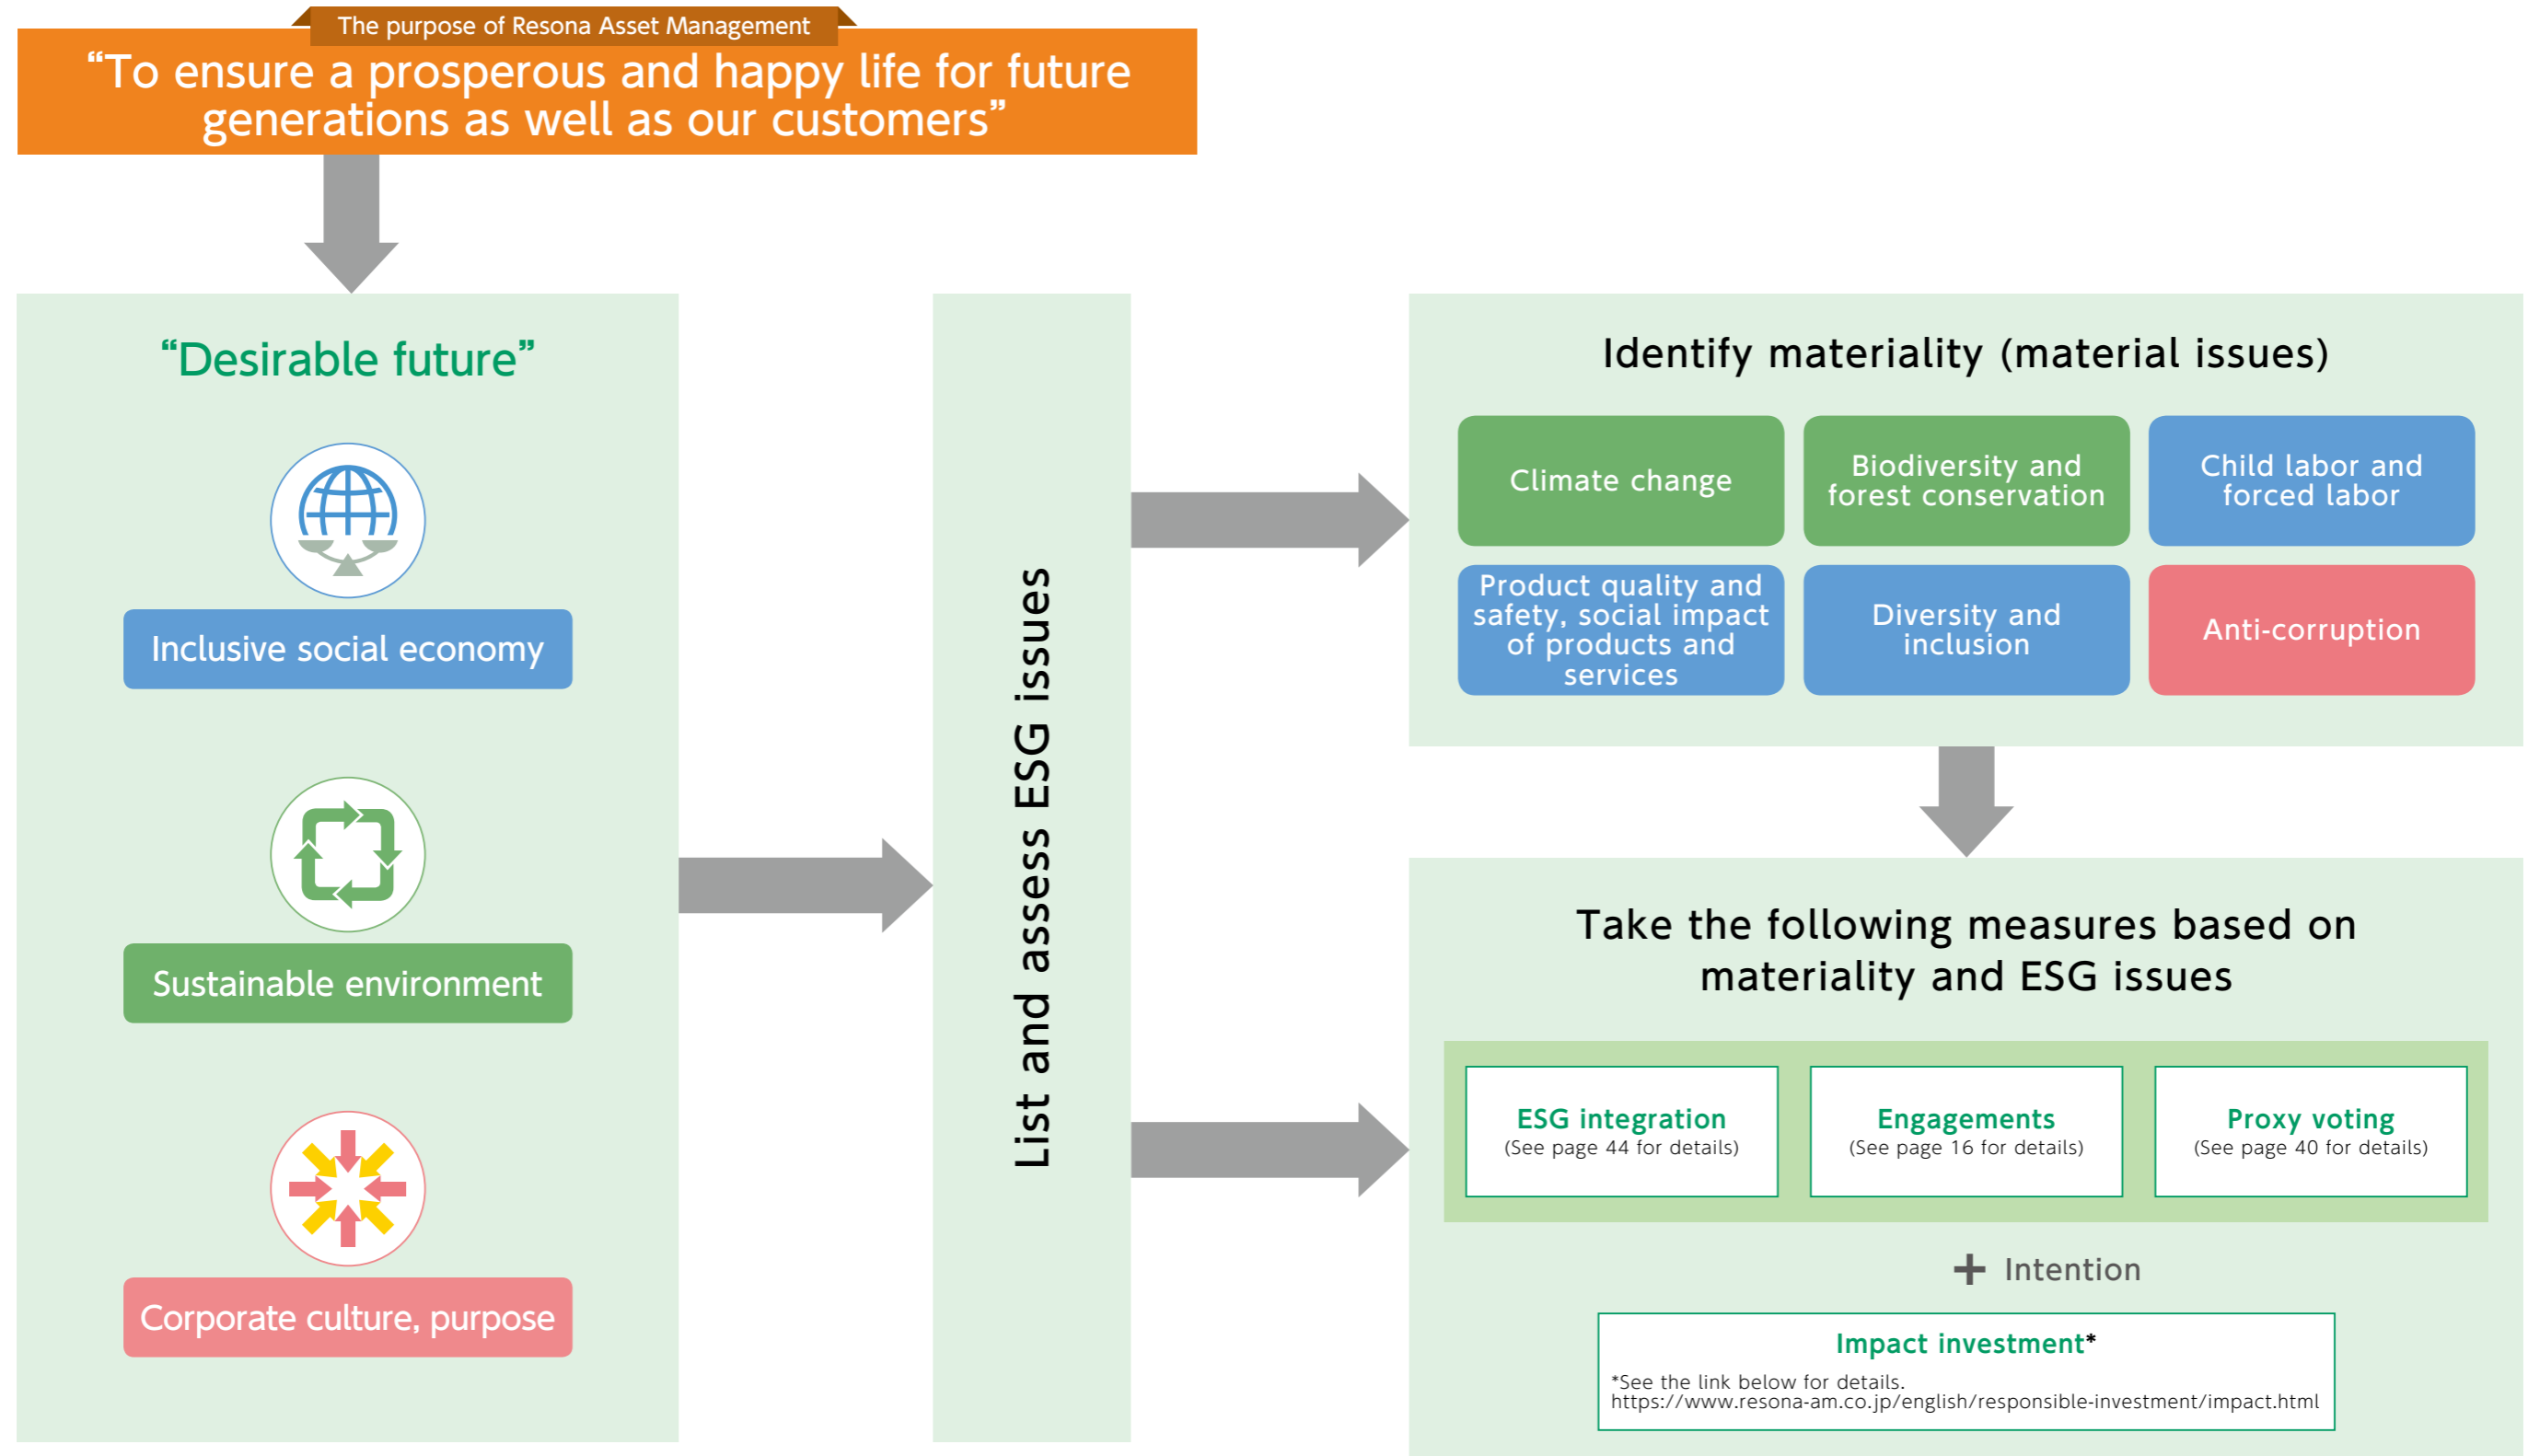 The purpose of Resona Asset Management
“To ensure a prosperous and happy life for future
generations as well as our customers”
“Desirable future”
Inclusive social economy
Sustainable environment
Corporate culture, purpose
List and assess ESG issues
Identify materiality (material issues)
Climate change
Biodiversity and
forest conservation
Child labor and
forced labor
Product quality and
safety, social impact
of products and
services
Diversity and
inclusion
Anti-corruption
Take the following measures based on
materiality and ESG issues
ESG integration
(See page 44 for details)
Engagements
(See page 16 for details)
Proxy voting
(See page 40 for details)
+ Intention
Impact investment*
*See the link below for details.
https://www.resona-am.co.jp/english/responsible-investment/impact.html